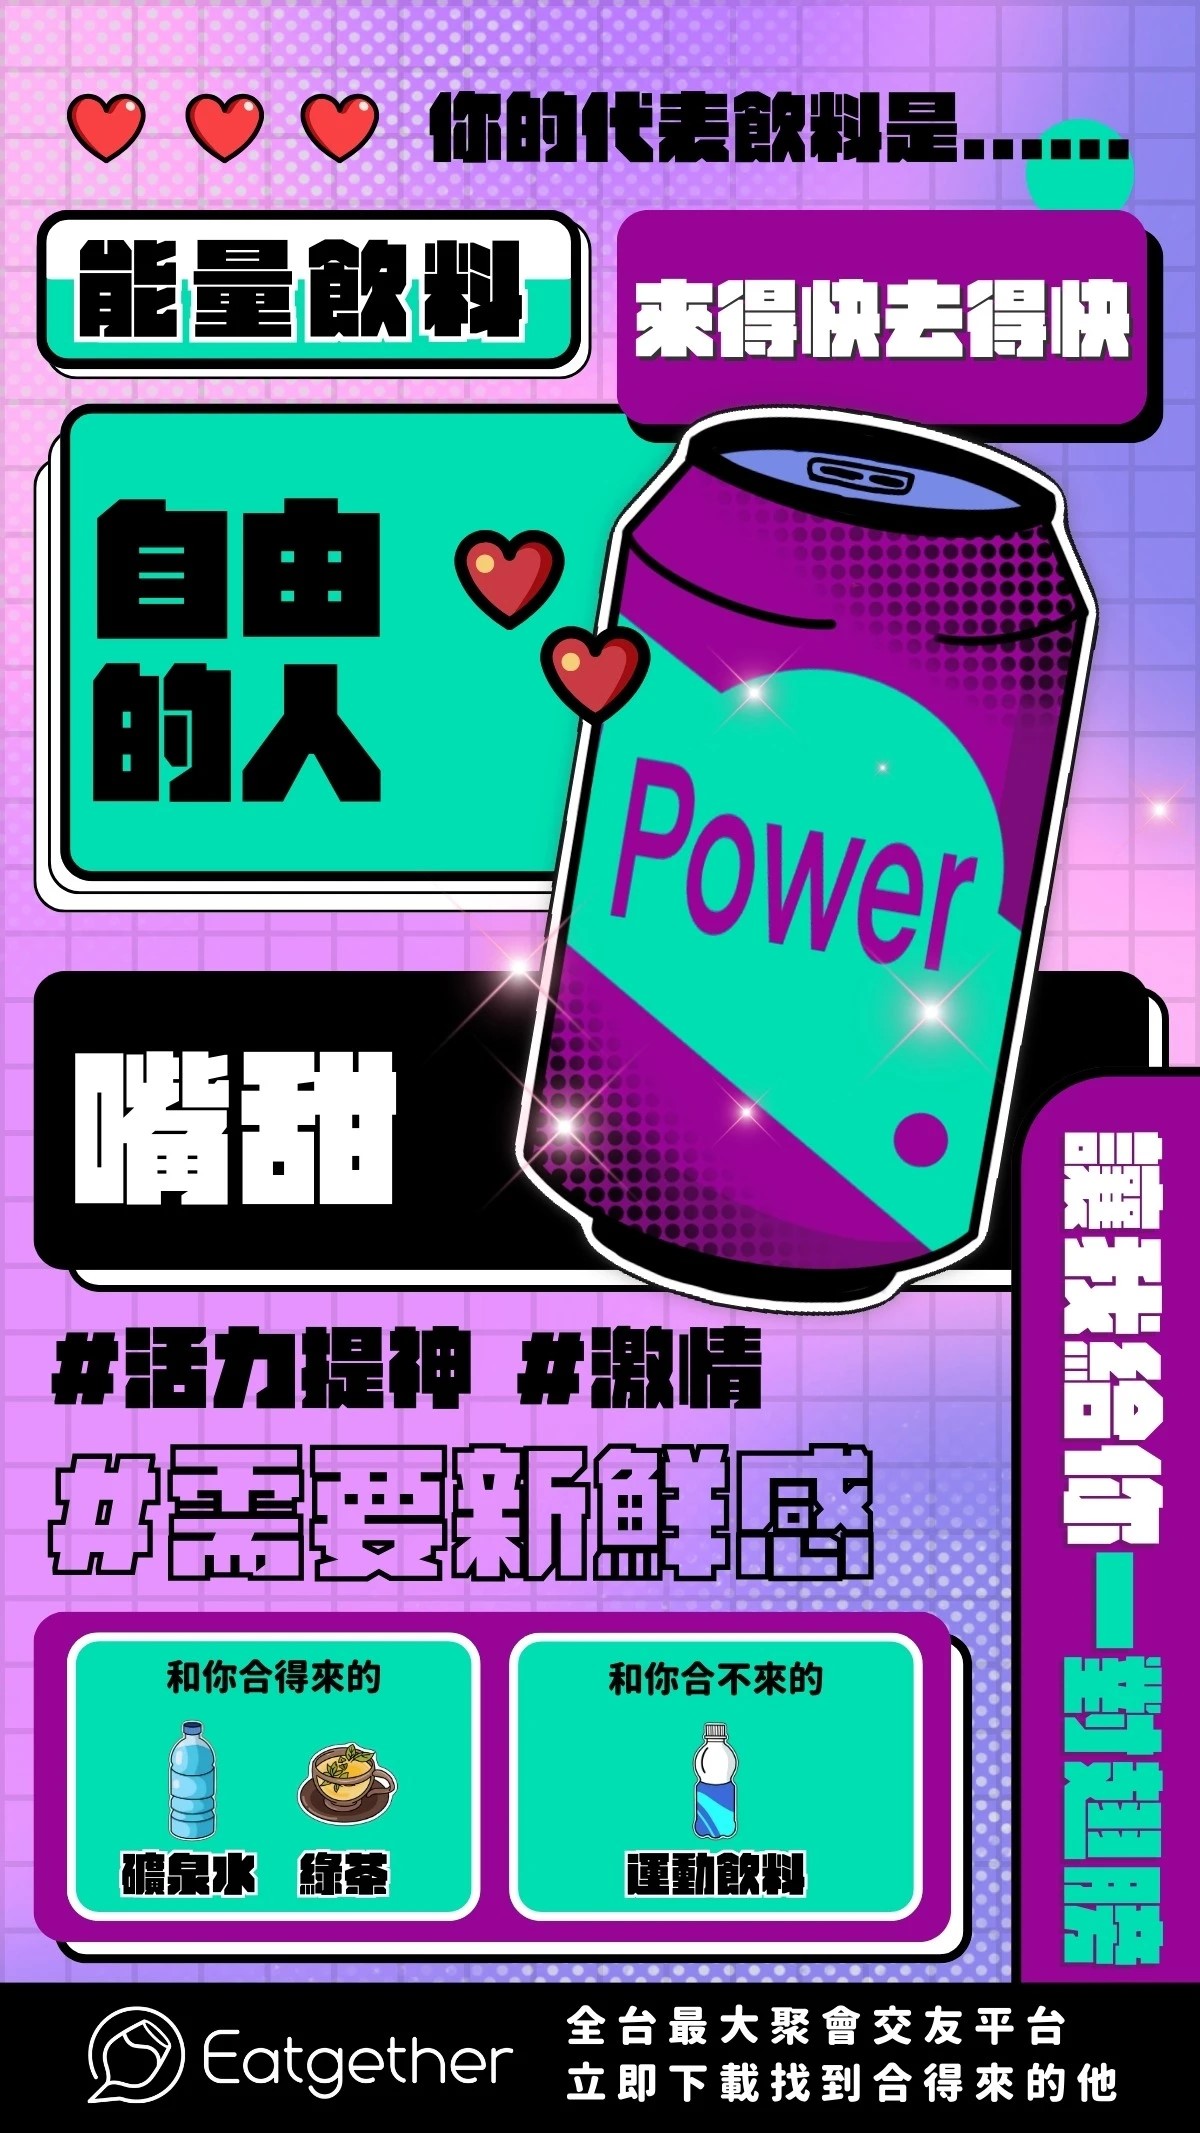 你的代表飲料是......
能量飲料
來得快去得快
自由
的人
Power
嘴甜
#活力提神 #激情
#需要新鮮感
讓我給你一對翅膀
和你合得來的
礦泉水 綠茶
和你合不來的
運動飲料
Eatgether
全台最大聚會交友平台
立即下載找到合得來的他